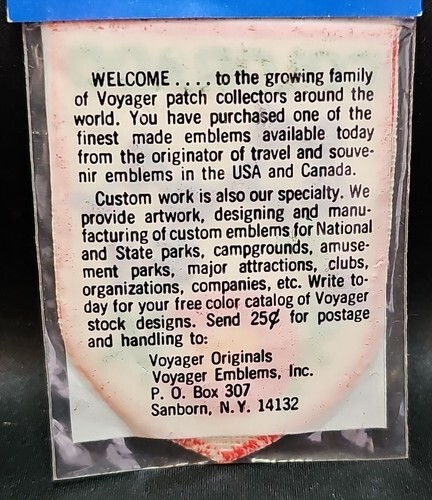 WELCOME . . . . to the growing family
of Voyager patch collectors around the
world. You have purchased one of the
finest made emblems available today
from the originator of travel and souve-
nir emblems in the USA and Canada.
Custom work is also our specialty. We
provide artwork, designing and manu-
facturing of custom emblems for National
and State parks, campgrounds, amuse-
ment parks, major attractions, clubs,
organizations, companies, etc. Write to-
day for your free color catalog of Voyager
stock designs. Send 25¢ for postage
and handling to:
Voyager Originals
Voyager Emblems, Inc.
P. O. Box 307
Sanborn, N.Y. 14132